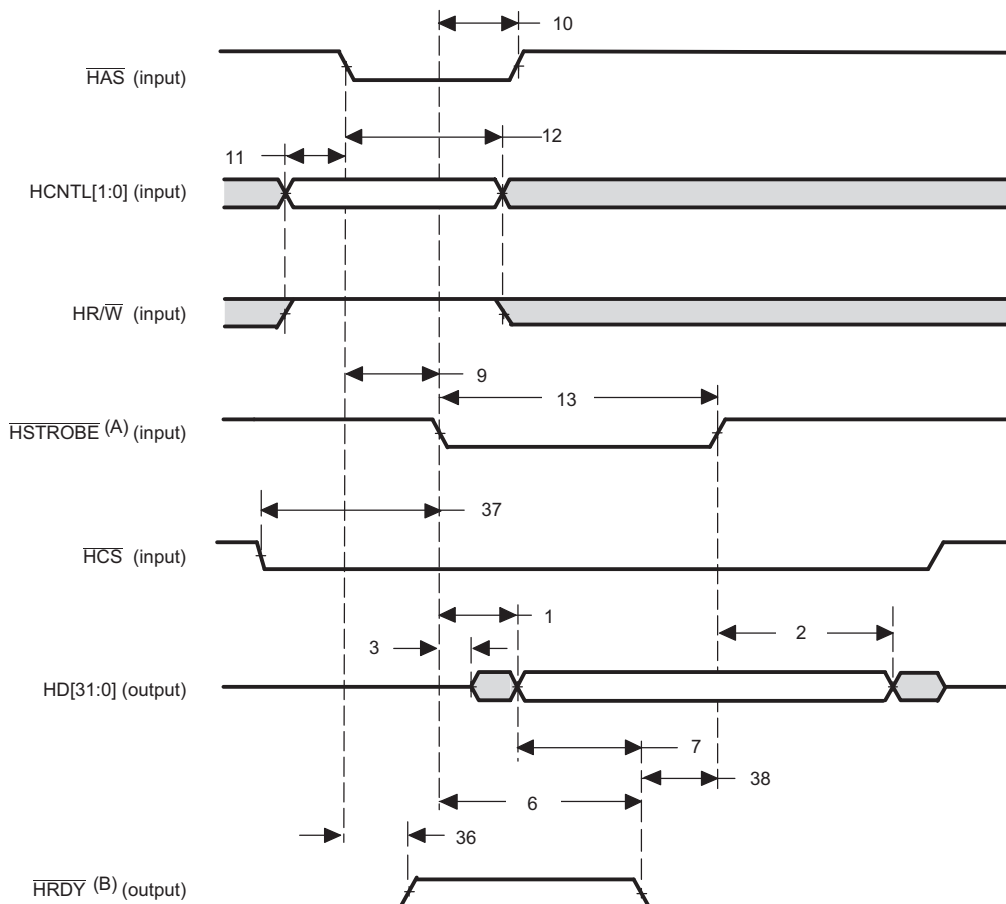 10
HAS (input)
12
11
HCNTL[1:0] (input)
HR/W (input)
9
13
HSTROBE (A) (input)
37
HCS (input)
1
2
3
HD[31:0] (output)
7
38
6
36
HRDY (B) (output)